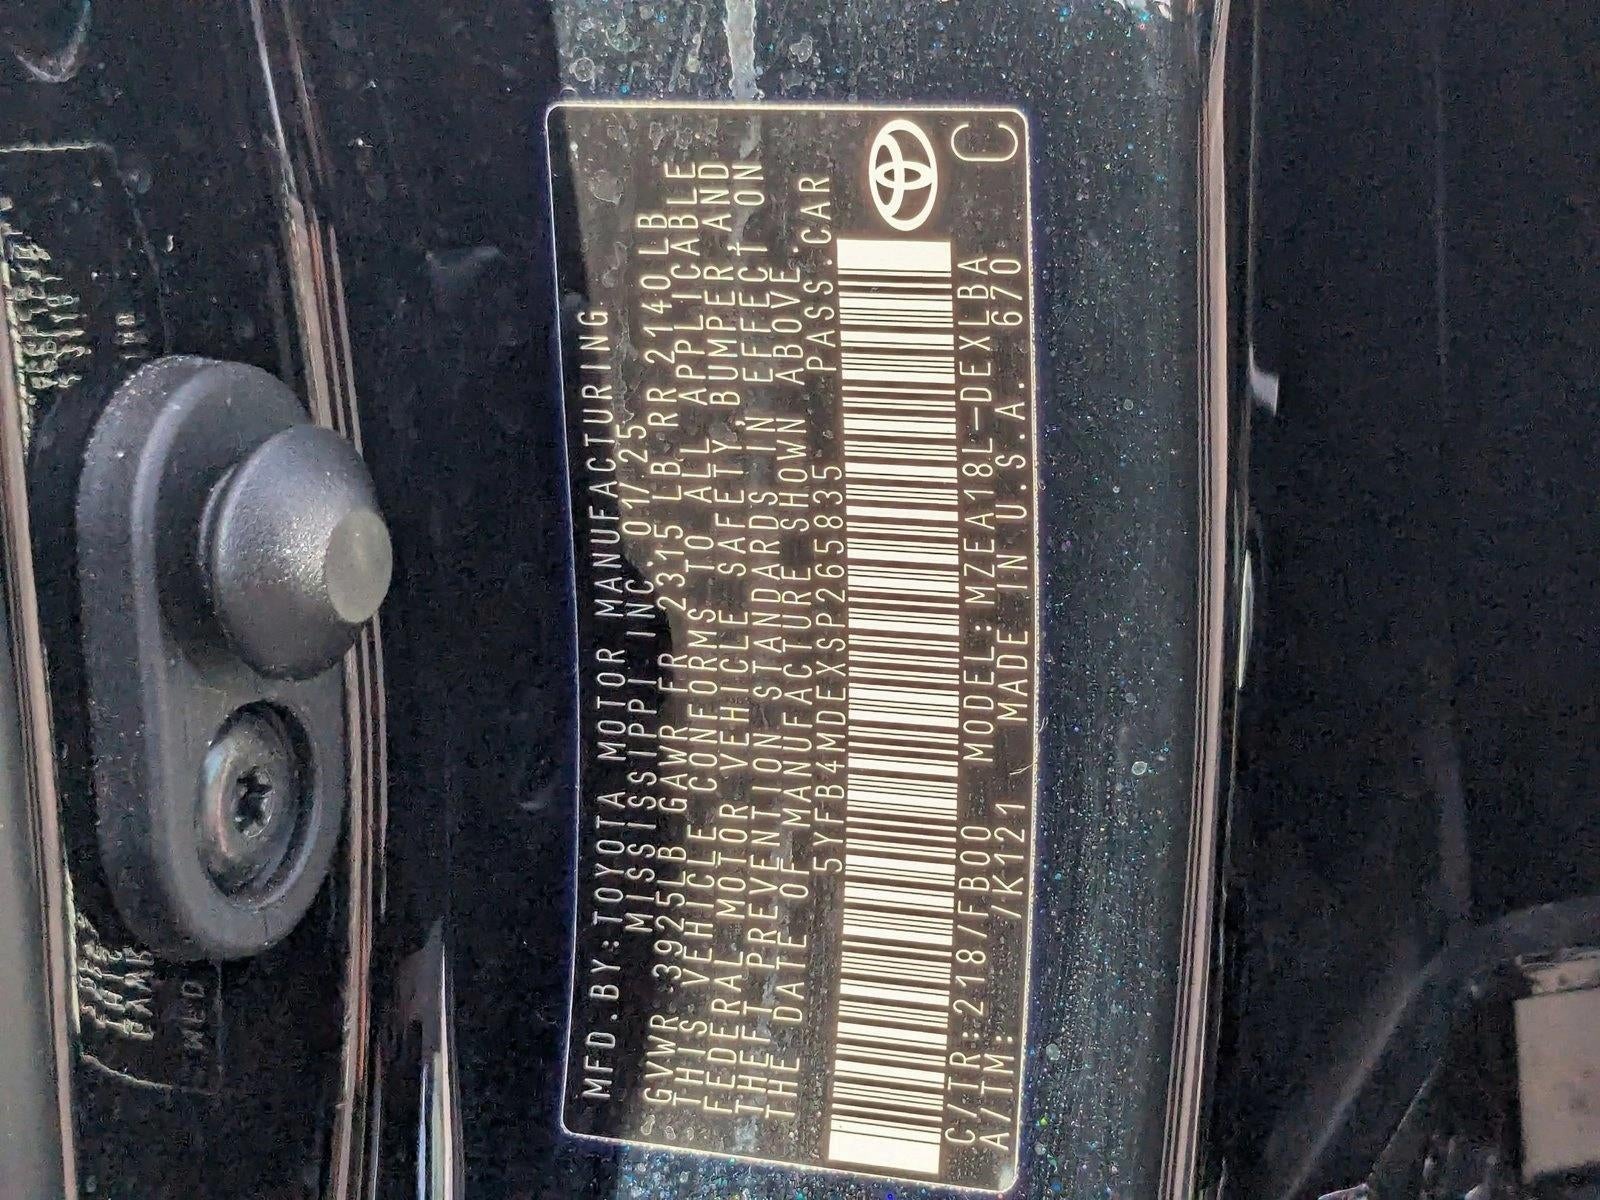 MFD.BY:TOYOTA MOTOR MANUFACTURING.
MISSISSIPPI,INC. 01/25
GVWR 3925LB GAWR FR 2315 LB RR 2140LB
THIS VEHICLE CONFORMS TO ALL APPLICABLE
FEDERAL MOTOR VEHICLE SAFETY, BUMPER, AND
THEFT PREVENTION STANDARDS IN EFFECT ON
THE DATE OF MANUFACTURE SHOWN ABOVE.
5YFB4MDEXSP265835 PASS.CAR
C/TR:218/FB00 MODEL:MZEA18L-DEXLBA
A/TM: /K121 MADE IN U.S.A. 670
C